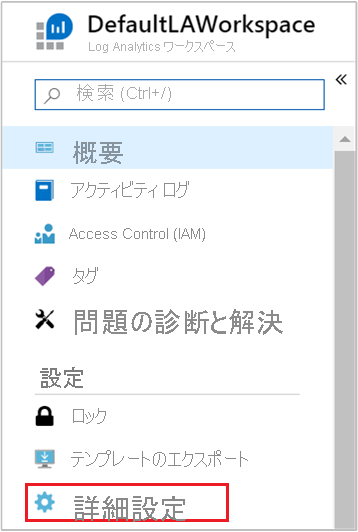 DefaultLAWorkspace
Log Analytics ワークスペース
検索 (Ctrl+/)
概要
アクティビティ ログ
Access Control (IAM)
タグ
問題の診断と解決
設定
ロック
テンプレートのエクスポート
詳細設定